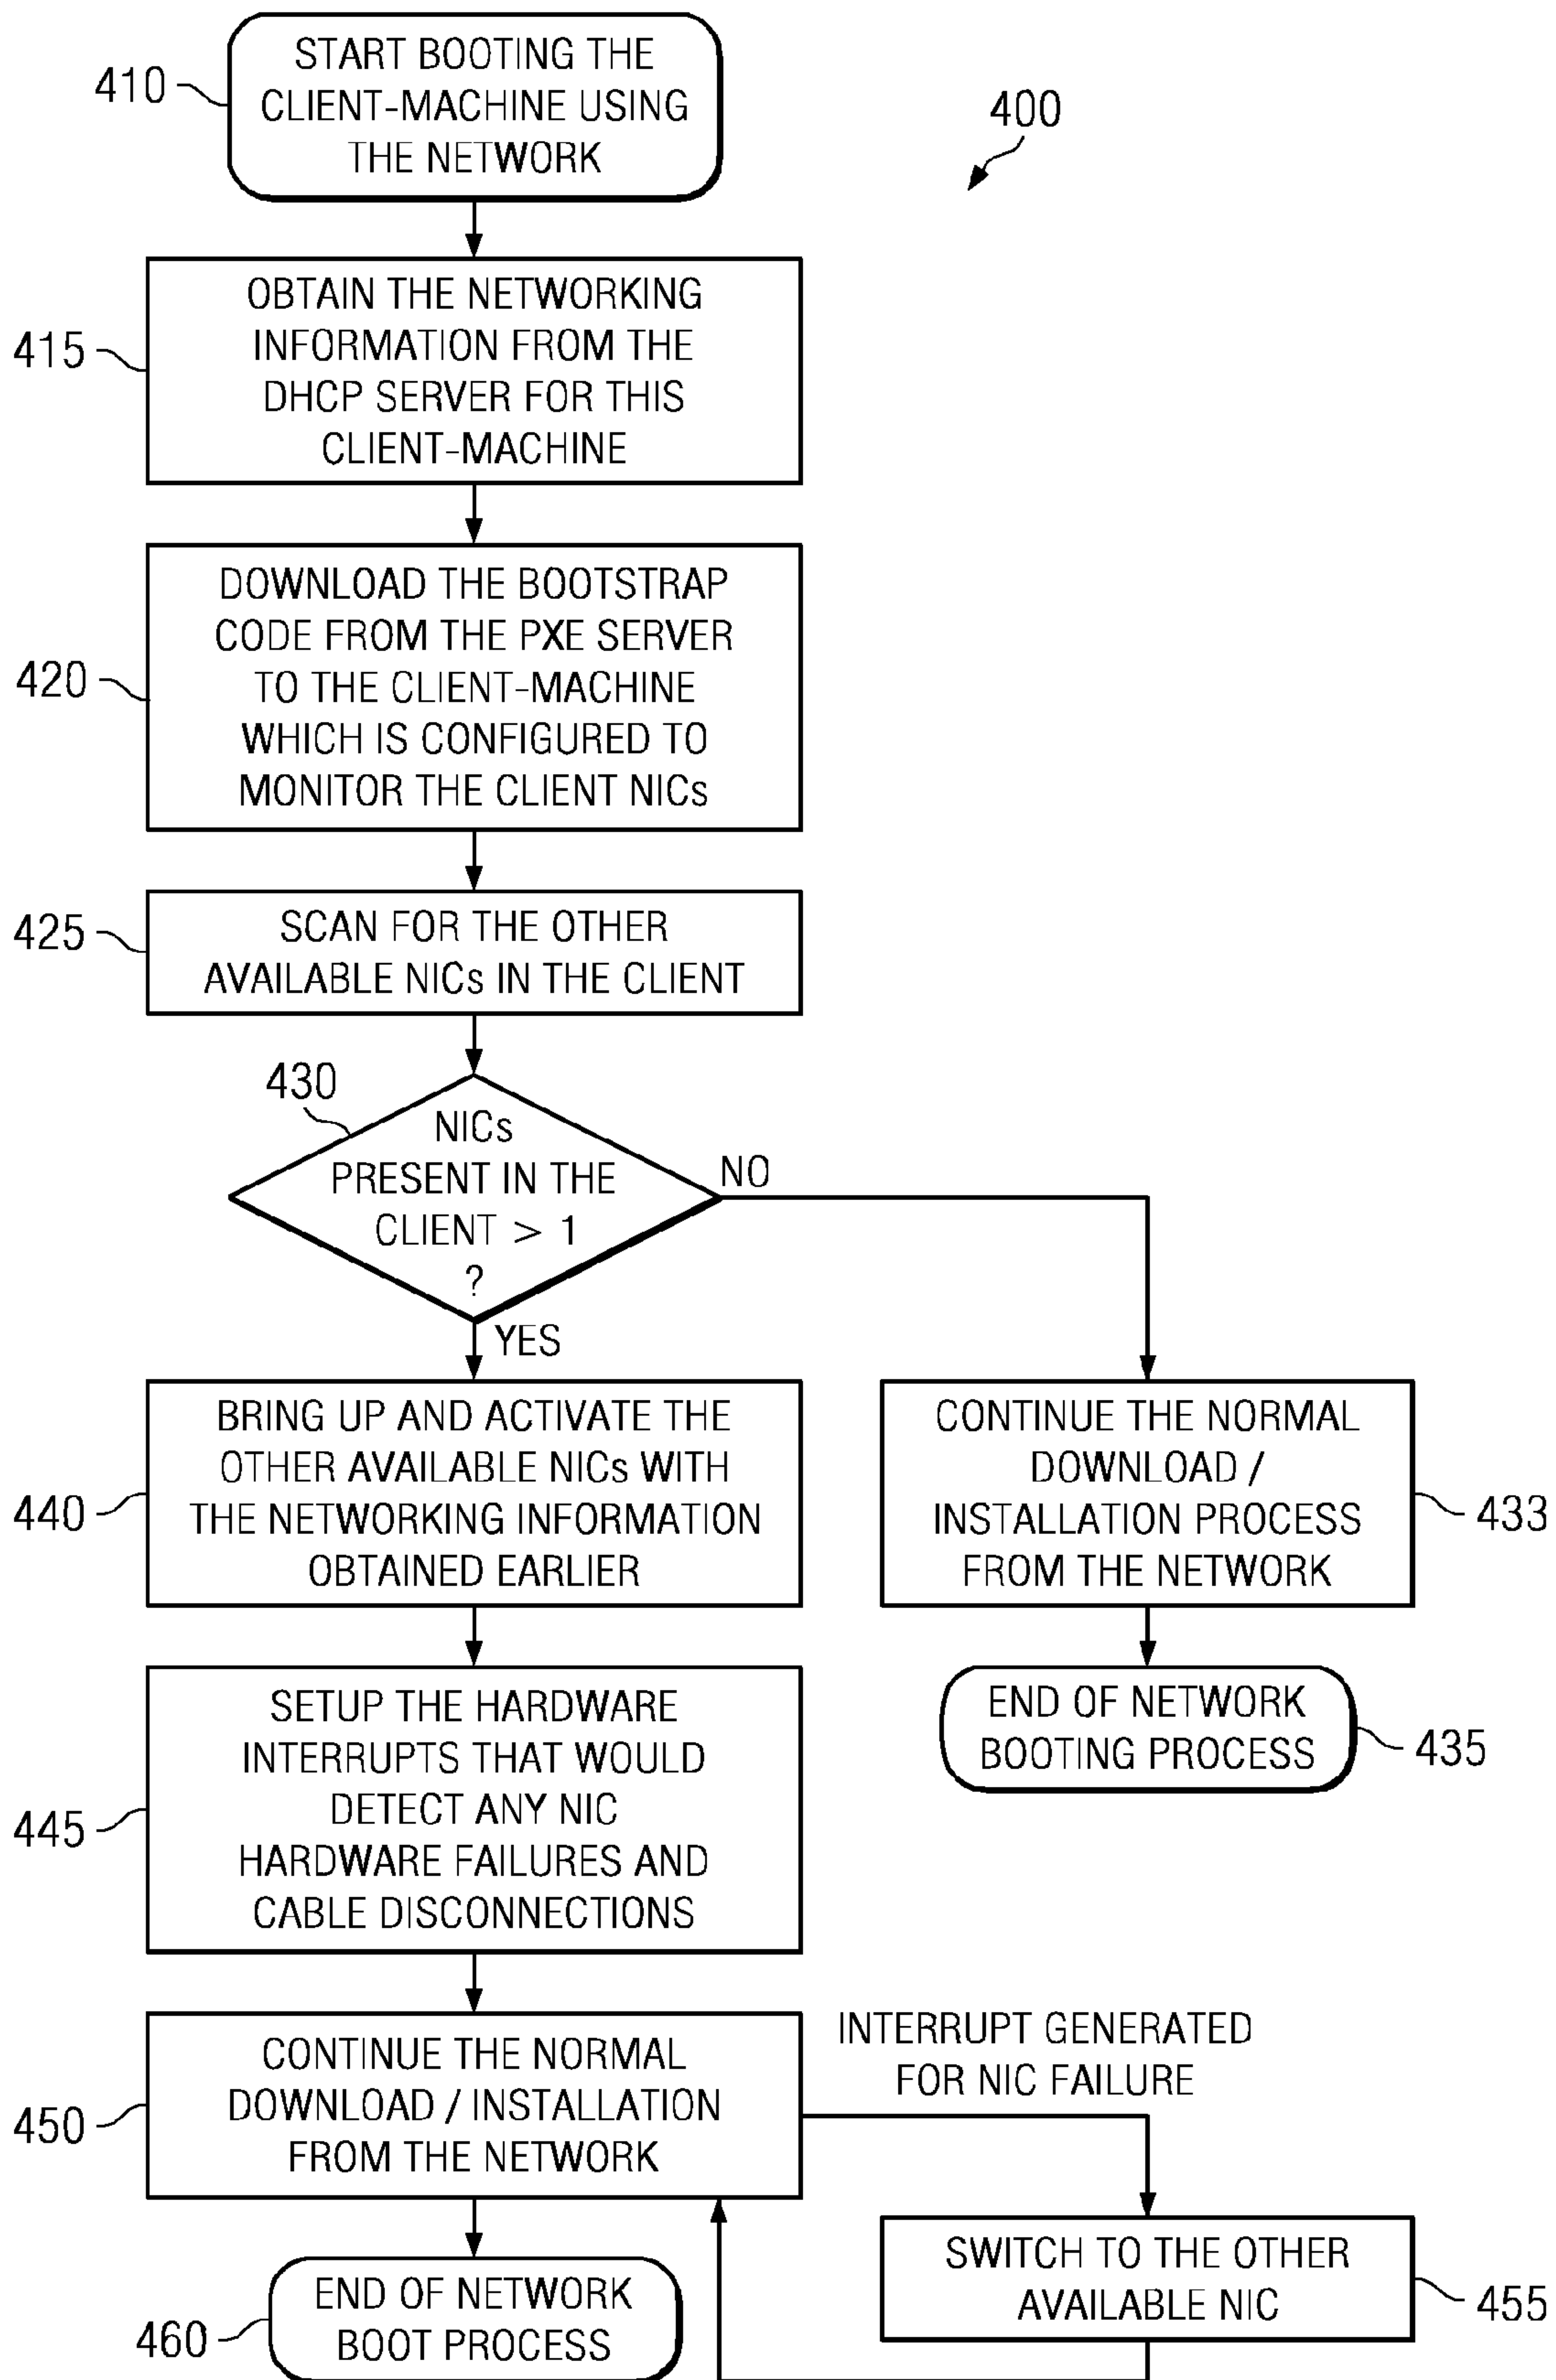 410
START BOOTING THE
CLIENT-MACHINE USING
THE NETWORK
400
415
OBTAIN THE NETWORKING
INFORMATION FROM THE
DHCP SERVER FOR THIS
CLIENT-MACHINE
420
DOWNLOAD THE BOOTSTRAP
CODE FROM THE PXE SERVER
TO THE CLIENT-MACHINE
WHICH IS CONFIGURED TO
MONITOR THE CLIENT NICs
425
SCAN FOR THE OTHER
AVAILABLE NICs IN THE CLIENT
430
NICs
PRESENT IN THE
CLIENT > 1
?
NO
YES
440
BRING UP AND ACTIVATE THE
OTHER AVAILABLE NICs WITH
THE NETWORKING INFORMATION
OBTAINED EARLIER
CONTINUE THE NORMAL
DOWNLOAD /
INSTALLATION PROCESS
FROM THE NETWORK
433
END OF NETWORK
BOOTING PROCESS
435
445
SETUP THE HARDWARE
INTERRUPTS THAT WOULD
DETECT ANY NIC
HARDWARE FAILURES AND
CABLE DISCONNECTIONS
450
CONTINUE THE NORMAL
DOWNLOAD / INSTALLATION
FROM THE NETWORK
INTERRUPT GENERATED
FOR NIC FAILURE
SWITCH TO THE OTHER
AVAILABLE NIC
455
460
END OF NETWORK
BOOT PROCESS